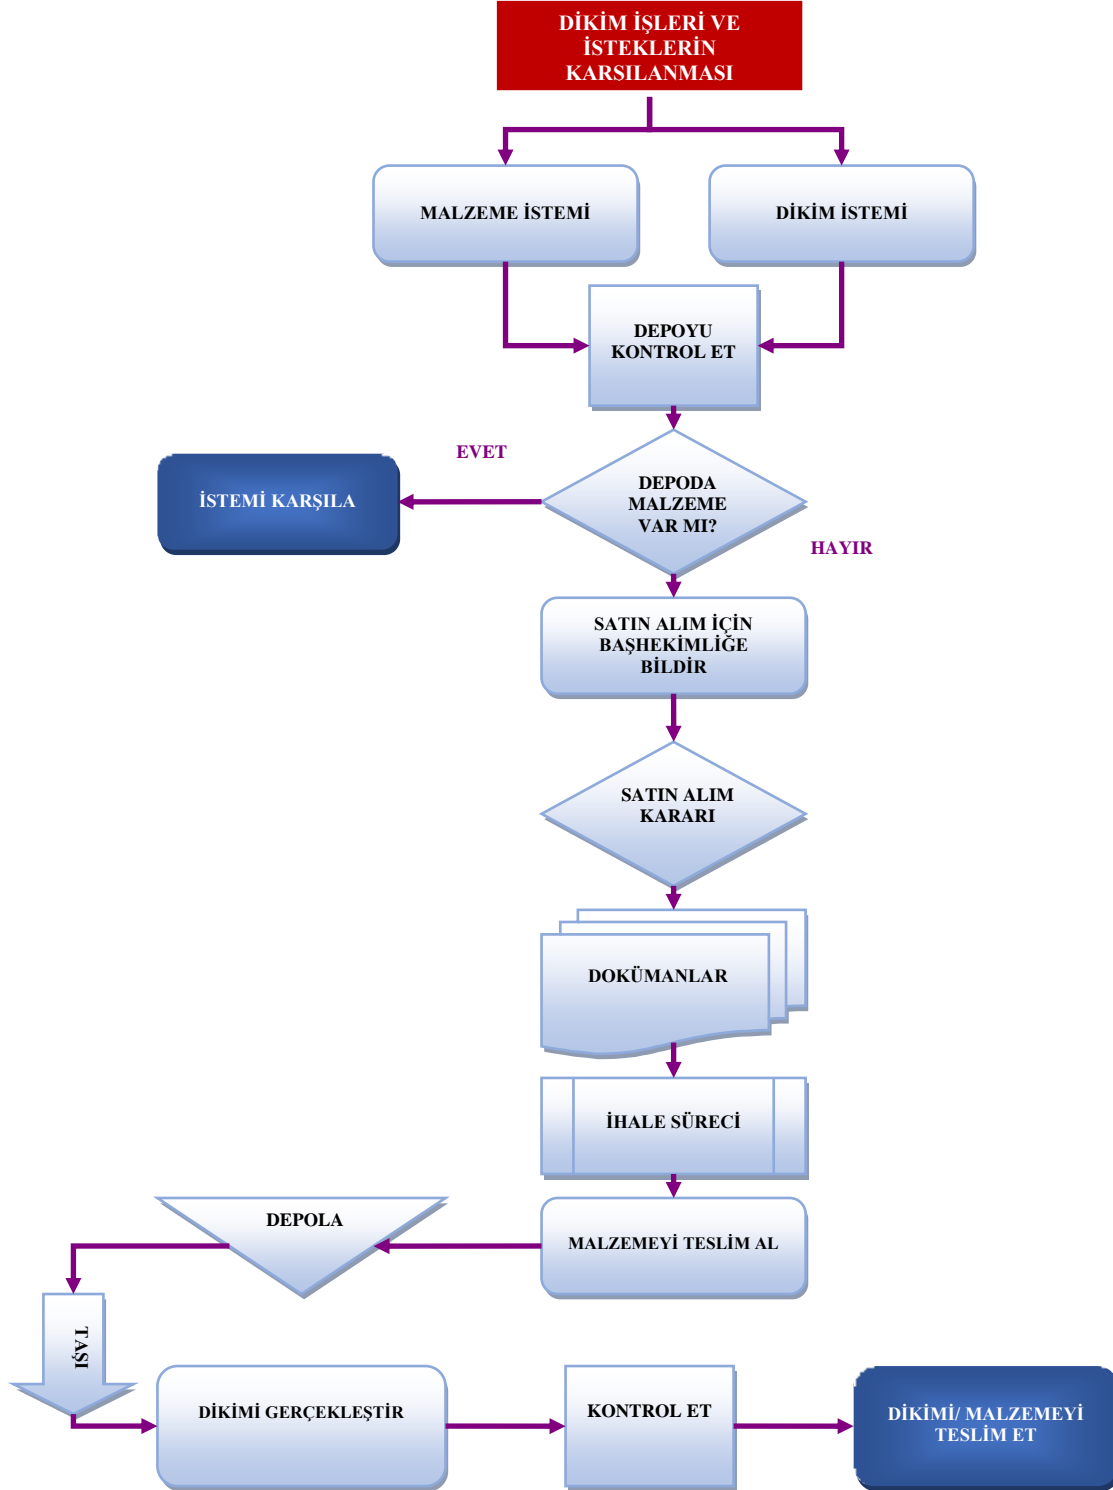 DİKİM İŞLERİ VE
İSTEKLERİN
KARSILANMASI
MALZEME İSTEMİ
DİKİM İSTEMİ
DEPOYU
KONTROL ET
EVET
DEPODA
MALZEME
VAR MI?
İSTEMİ KARŞILA
HAYIR
SATIN ALIM İÇİN
BAŞHEKİMLİĞE
BİLDİR
SATIN ALIM
KARARI
DOKÜMANLAR
İHALE SÜRECİ
DEPOLA
MALZEMEYİ TESLİM AL
TAŞI
DİKİMİ GERÇEKLEŞTİR
KONTROL ET
DİKİMİ/ MALZEMEYİ
TESLİM ET